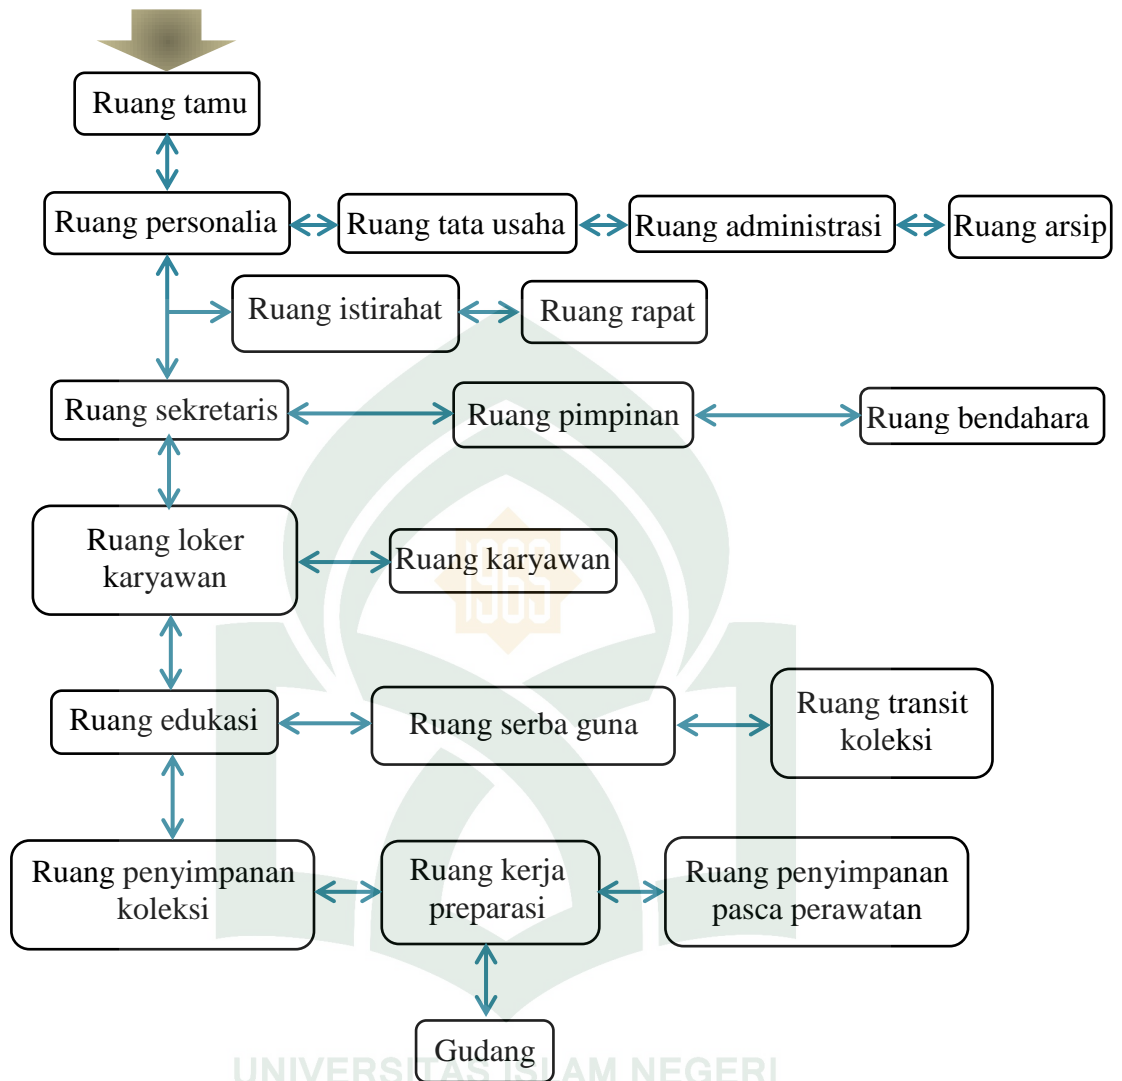 Ruang tamu
Ruang personalia
Ruang tata usaha
Ruang administrasi
Ruang arsip
Ruang istirahat
Ruang rapat
Ruang sekretaris
Ruang pimpinan
Ruang bendahara
Ruang loker
karyawan
Ruang karyawan
1965
Ruang edukasi
Ruang serba guna
Ruang transit
koleksi
Ruang penyimpanan
koleksi
Ruang kerja
preparasi
Ruang penyimpanan
pasca perawatan
Gudang
UNIVERSITAS ISLAM NEGERI